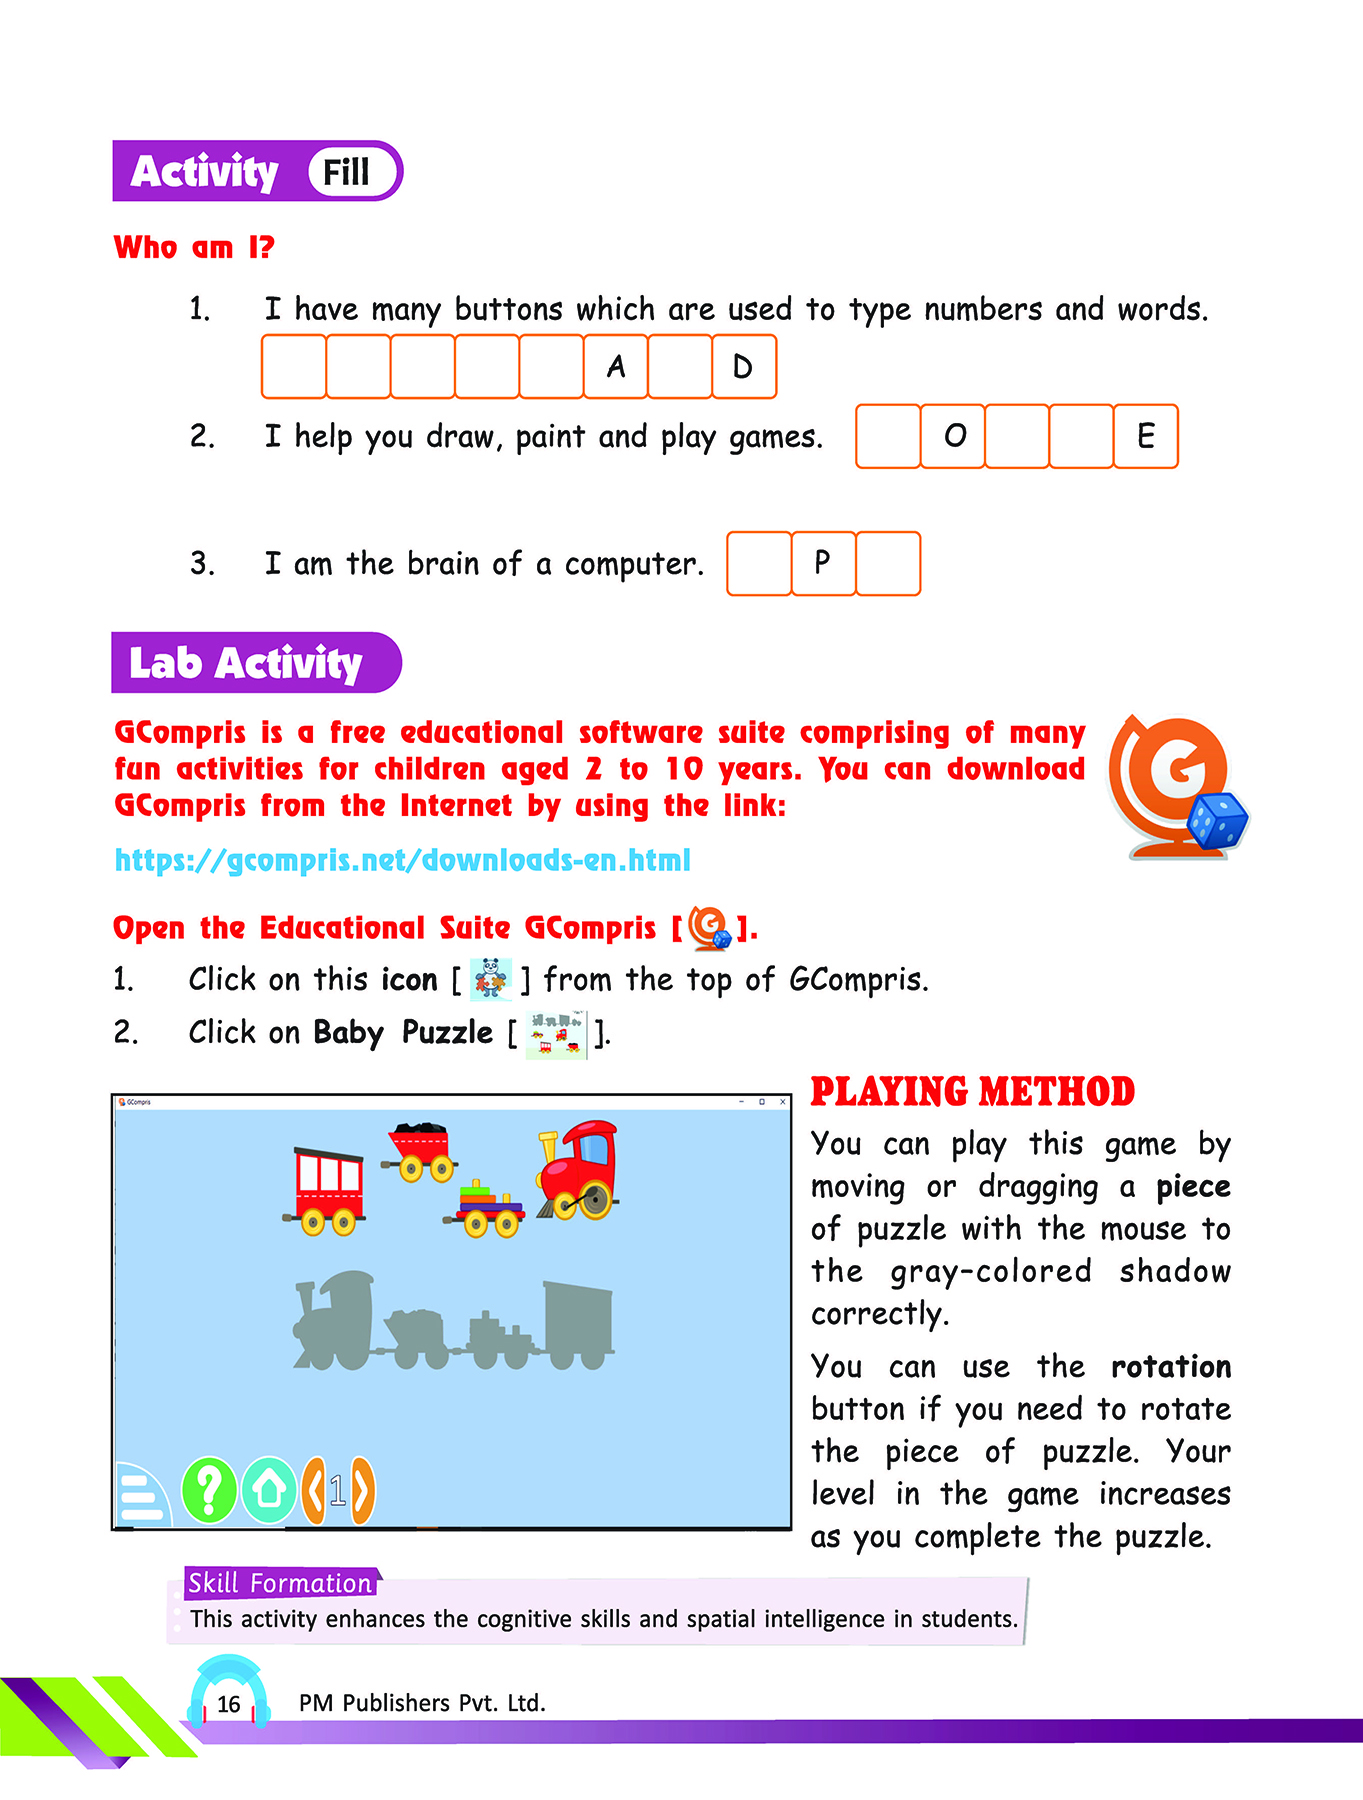 Activity Fill
Who am I?
1. I have many buttons which are used to type numbers and words.
A D
2. I help you draw, paint and play games. O E
3. I am the brain of a computer. P
Lab Activity
GCompris is a free educational software suite comprising of many
fun activities for children aged 2 to 10 years. You can download
GCompris from the Internet by using the link:
G
https://gcompris.net/downloads-en.html
Open the Educational Suite GCompris [ G ].
1. Click on this icon [ ] from the top of GCompris.
2. Click on Baby Puzzle [ ].
GCompris
? 1
PLAYING METHOD
You can play this game by
moving or dragging a piece
of puzzle with the mouse to
the gray-colored shadow
correctly.
You can use the rotation
button if you need to rotate
the piece of puzzle. Your
level in the game increases
as you complete the puzzle.
Skill Formation
This activity enhances the cognitive skills and spatial intelligence in students.
16 PM Publishers Pvt. Ltd.